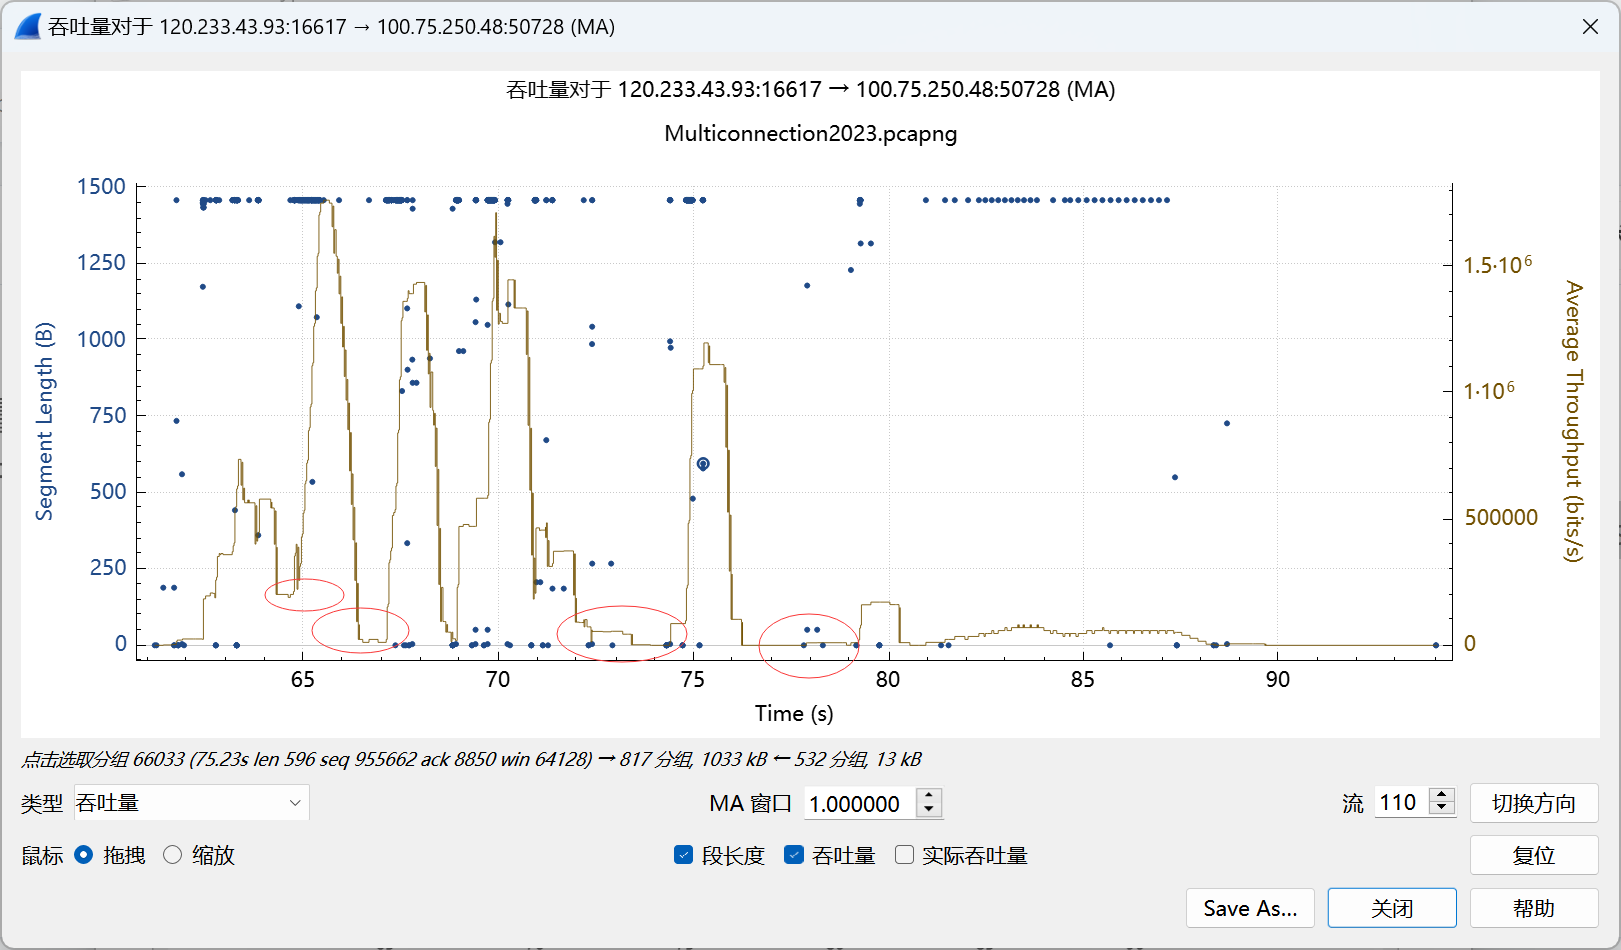 吞吐量对于 120.233.43.93:16617 → 100.75.250.48:50728 (MA)
吞吐量对于 120.233.43.93:16617 → 100.75.250.48:50728 (MA)
Multiconnection2023.pcapng
Segment Length (B)
1500
1250
1000
750
500
250
0
1.5·10⁶
1·10⁶
500000
0
Average Throughput (bits/s)
65 70 75 80 85 90
Time (s)
点击选取分组 66033 (75.23s len 596 seq 955662 ack 8850 win 64128) → 817 分组, 1033 kB ← 532 分组, 13 kB
类型 吞吐量 MA 窗口 1.000000 流 110 切换方向
鼠标 拖拽 缩放 段长度 吞吐量 实际吞吐量 复位
Save As... 关闭 帮助